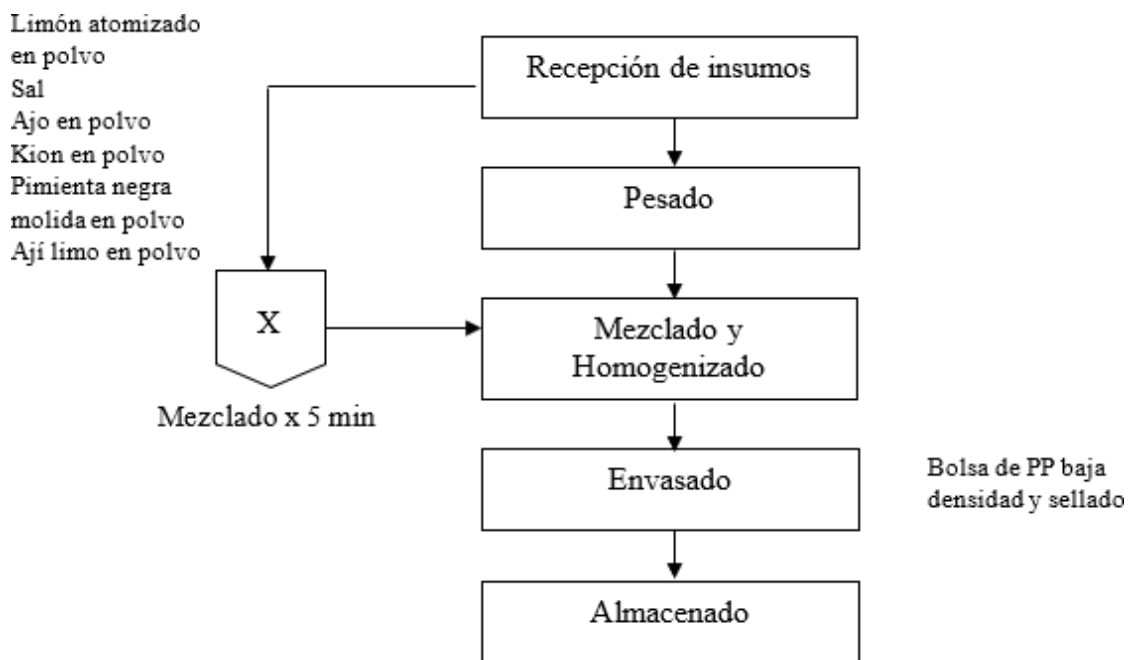 Limón atomizado
en polvo
Sal
Ajo en polvo
Kion en polvo
Pimienta negra
molida en polvo
Ají limo en polvo
Recepción de insumos
Pesado
X
Mezclado x 5 min
Mezclado y
Homogenizado
Envasado
Bolsa de PP baja
densidad y sellado
Almacenado